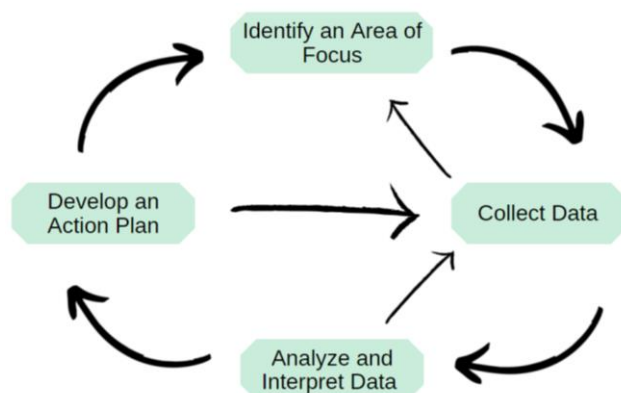 Identify an Area of
Focus
Develop an
Action Plan
Collect Data
Analyze and
Interpret Data